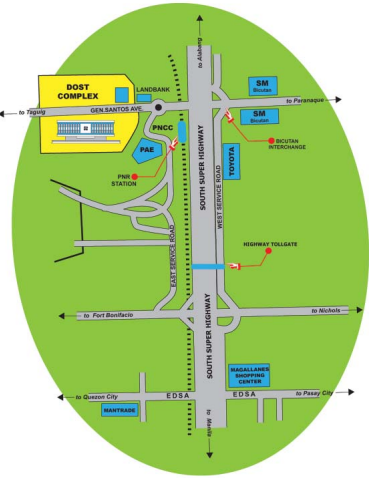 to Alabang
DOST
COMPLEX
LANDBANK
GEN.SANTOS AVE.
to Taguig
SM
Bicutan
to Paranaque
SM
Bicutan
PNCC
PAE
BICUTAN
INTERCHANGE
PNR
STATION
TOYOTA
SOUTH SUPER HIGHWAY
WEST SERVICE ROAD
EAST SERVICE ROAD
HIGHWAY TOLLGATE
to Fort Bonifacio
to Nichols
SOUTH SUPER HIGHWAY
MAGALLANES
SHOPPING
CENTER
to Quezon City
EDSA
EDSA
to Pasay City
MANTRADE
to Manila